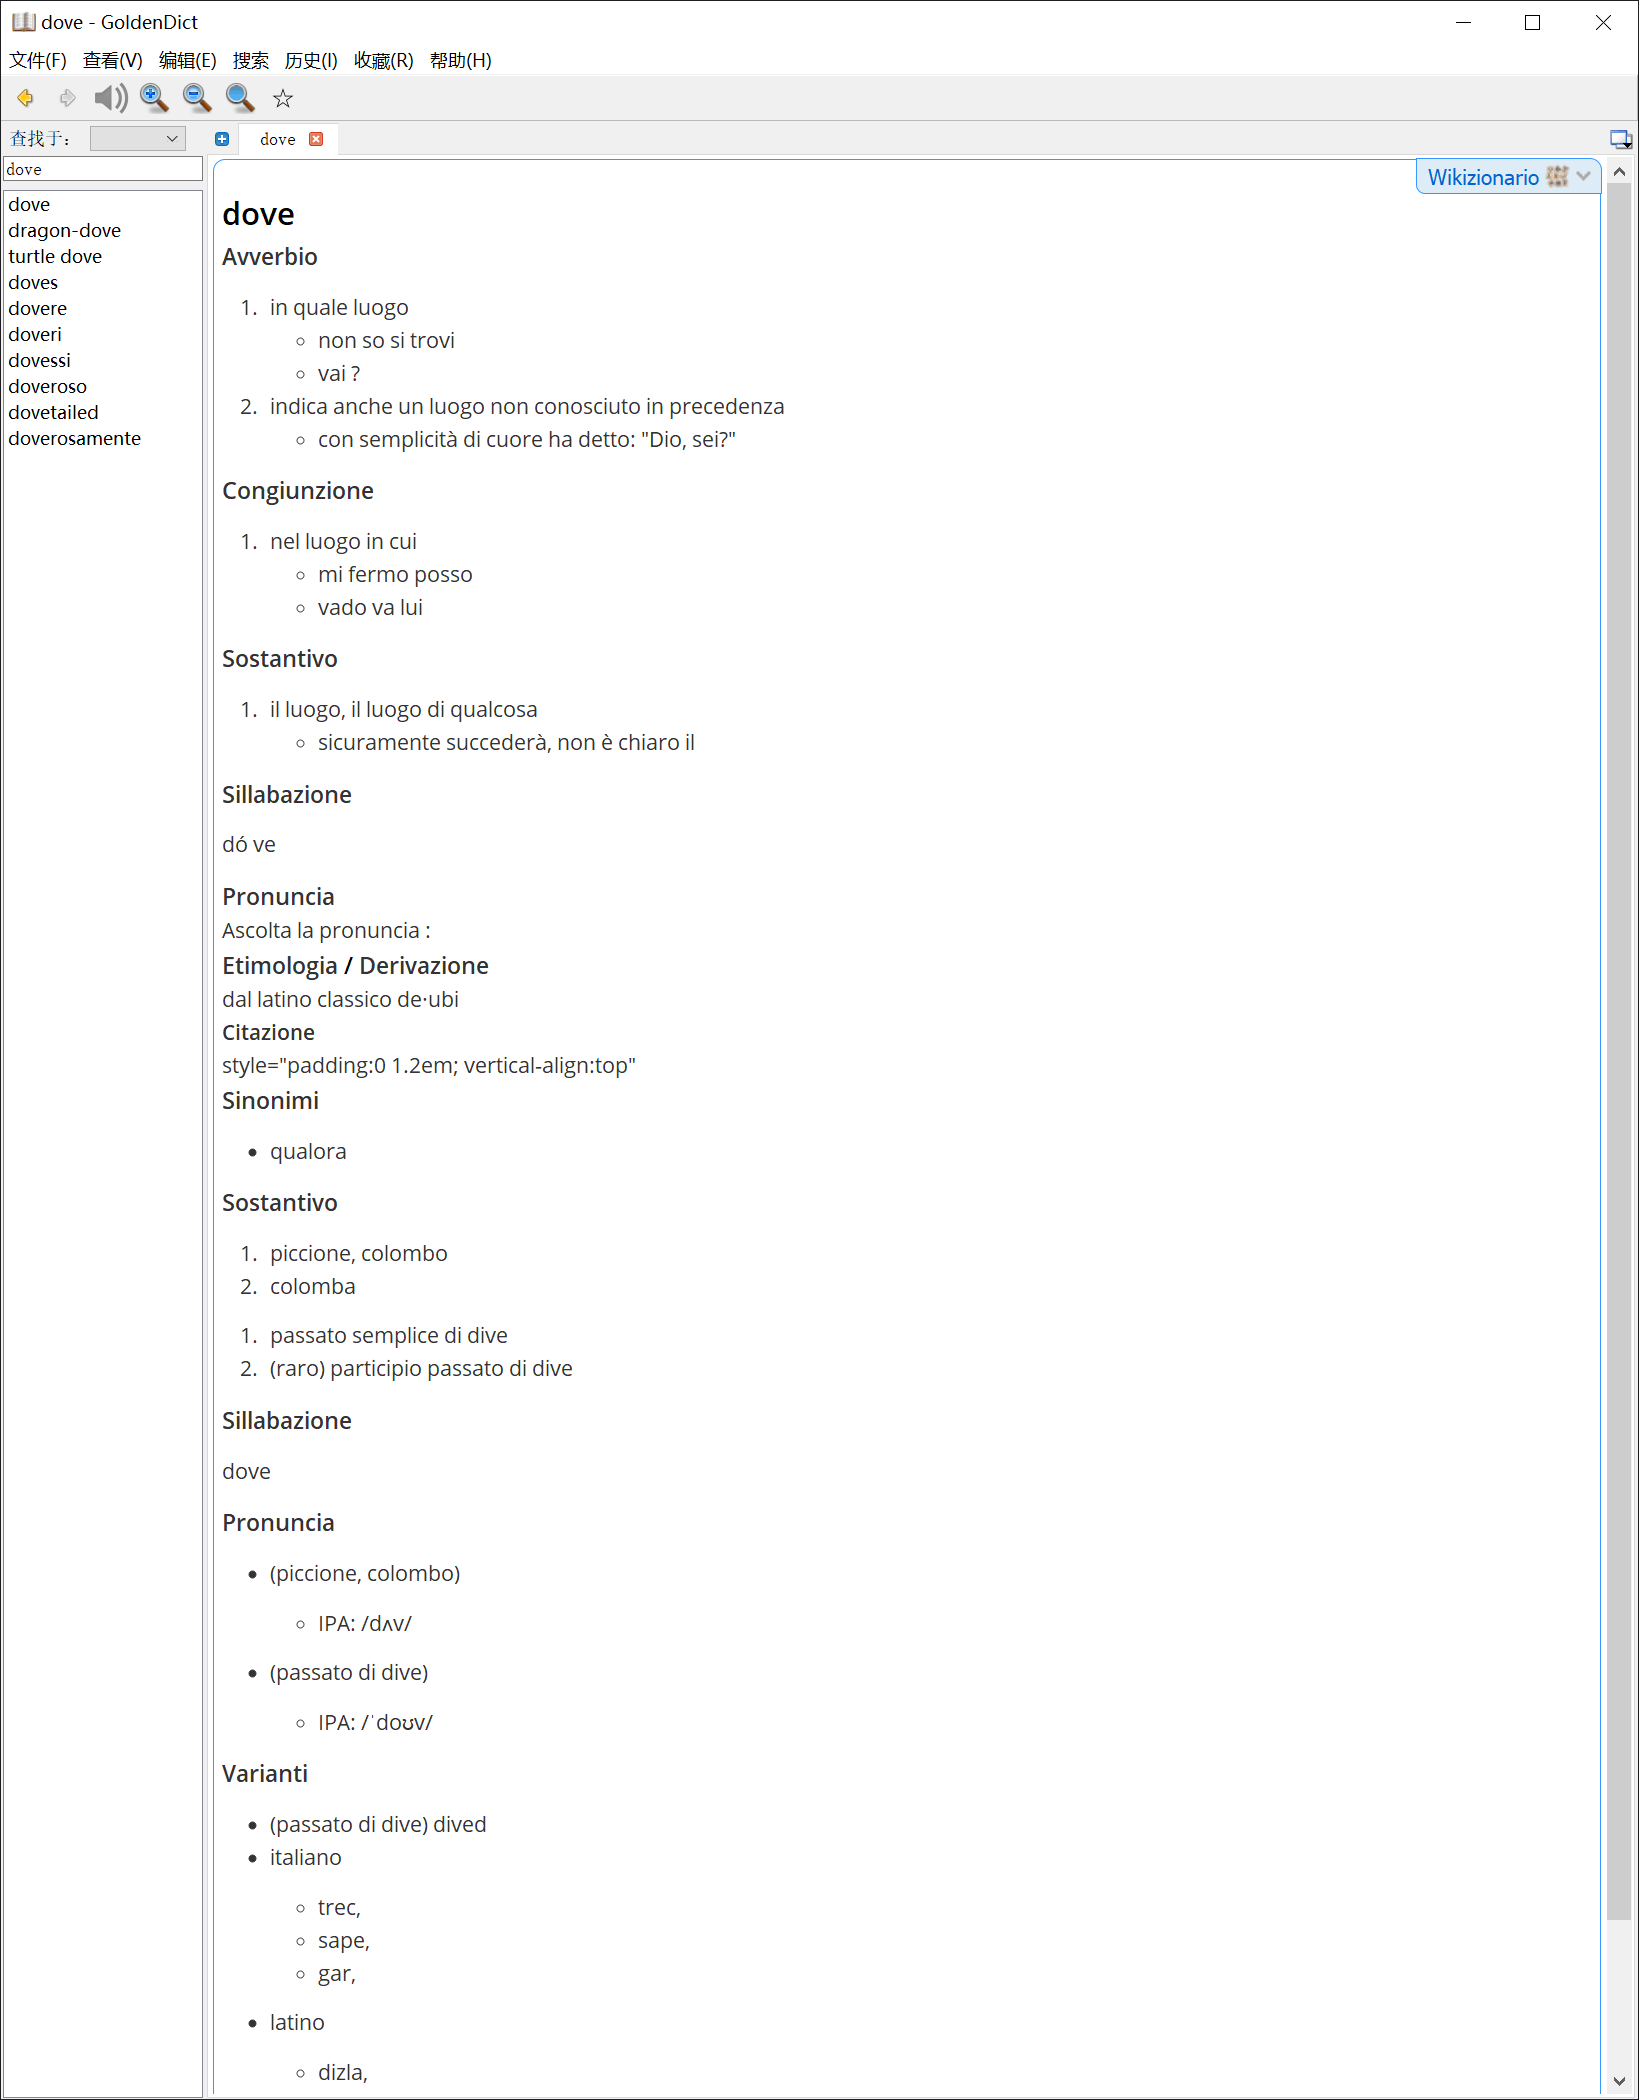 dove - GoldenDict
文件(F) 查看(V) 编辑(E) 搜索 历史(I) 收藏(R) 帮助(H)
查找于：
dove
dove
dove
dragon-dove
turtle dove
doves
dovere
doveri
dovessi
doveroso
dovetailed
doverosamente
Wikizionario
dove
Avverbio
1. in quale luogo
non so si trovi
vai ?
2. indica anche un luogo non conosciuto in precedenza
con semplicità di cuore ha detto: "Dio, sei?"
Congiunzione
1. nel luogo in cui
mi fermo posso
vado va lui
Sostantivo
1. il luogo, il luogo di qualcosa
sicuramente succederà, non è chiaro il
Sillabazione
dó ve
Pronuncia
Ascolta la pronuncia :
Etimologia / Derivazione
dal latino classico de·ubi
Citazione
style="padding:0 1.2em; vertical-align:top"
Sinonimi
qualora
Sostantivo
1. piccione, colombo
2. colomba
1. passato semplice di dive
2. (raro) participio passato di dive
Sillabazione
dove
Pronuncia
(piccione, colombo)
IPA: /dʌv/
(passato di dive)
IPA: /ˈdoʊv/
Varianti
(passato di dive) dived
italiano
trec,
sape,
gar,
latino
dizla,